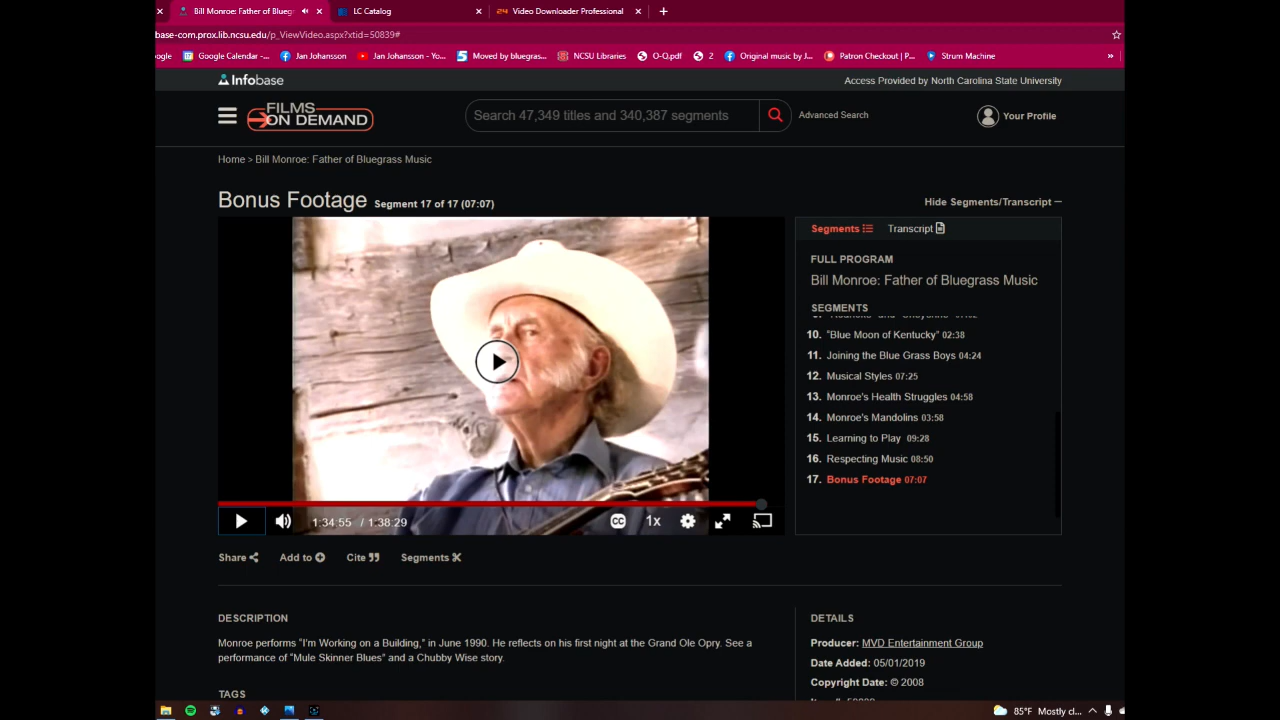 Bill Monroe: Father of Bluegr
LC Catalog
Video Downloader Professional
base-com.prox.lib.ncsu.edu/p_ViewVideo.aspx?xtid=50839#
ogle
Google Calendar -...
Jan Johansson
Jan Johansson - Yo...
Moved by bluegras...
NCSU Libraries
O-Q.pdf
2
Original music by J...
Patron Checkout | P...
Strum Machine
»
Infobase
Access Provided by North Carolina State University
FILMS
ON DEMAND
Search 47,349 titles and 340,387 segments
Advanced Search
Your Profile
Home > Bill Monroe: Father of Bluegrass Music
Bonus Footage Segment 17 of 17 (07:07)
Hide Segments/Transcript —
Segments
Transcript
FULL PROGRAM
Bill Monroe: Father of Bluegrass Music
SEGMENTS
10. "Blue Moon of Kentucky" 02:38
11. Joining the Blue Grass Boys 04:24
12. Musical Styles 07:25
13. Monroe's Health Struggles 04:58
14. Monroe's Mandolins 03:58
15. Learning to Play 09:28
16. Respecting Music 08:50
17. Bonus Footage 07:07
1:34:55 / 1:38:29
CC
1x
Share
Add to
Cite
Segments
DESCRIPTION
Monroe performs "I'm Working on a Building," in June 1990. He reflects on his first night at the Grand Ole Opry. See a
performance of "Mule Skinner Blues" and a Chubby Wise story.
TAGS
DETAILS
Producer: MVD Entertainment Group
Date Added: 05/01/2019
Copyright Date: © 2008
85°F Mostly cl...